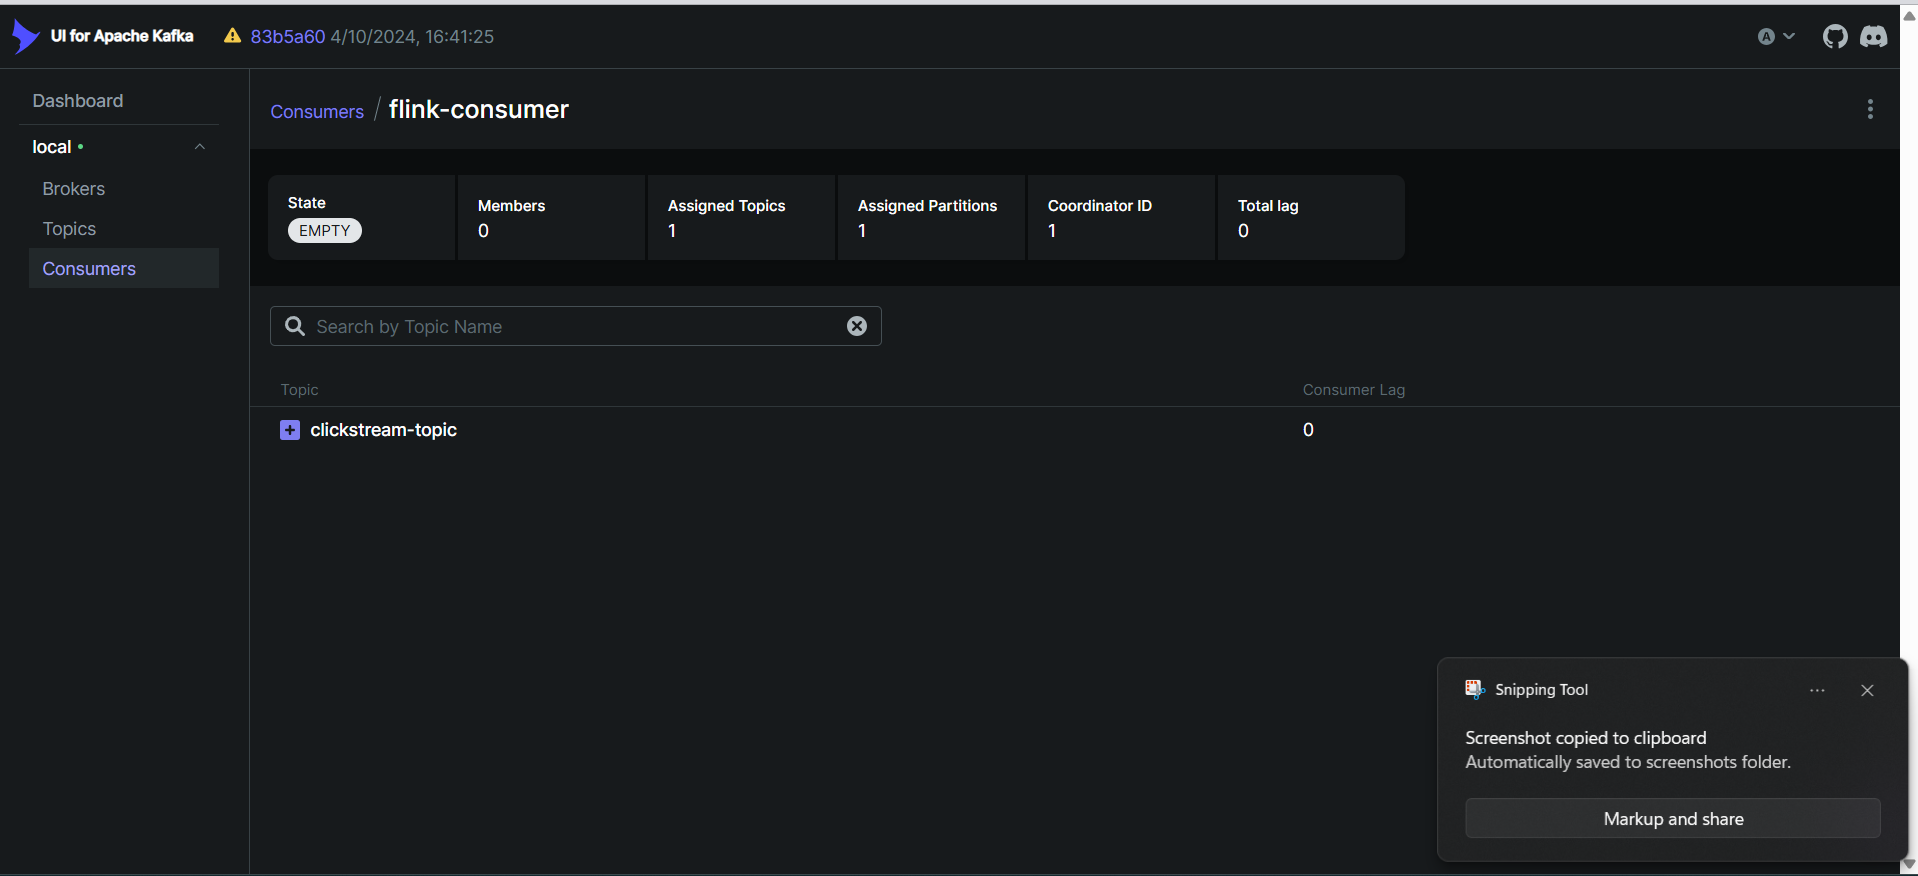 UI for Apache Kafka
83b5a60 4/10/2024, 16:41:25
A
Dashboard
local
Brokers
Topics
Consumers
Consumers / flink-consumer
State
EMPTY
Members
0
Assigned Topics
1
Assigned Partitions
1
Coordinator ID
1
Total lag
0
Search by Topic Name
Topic
Consumer Lag
clickstream-topic
0
Snipping Tool
Screenshot copied to clipboard
Automatically saved to screenshots folder.
Markup and share